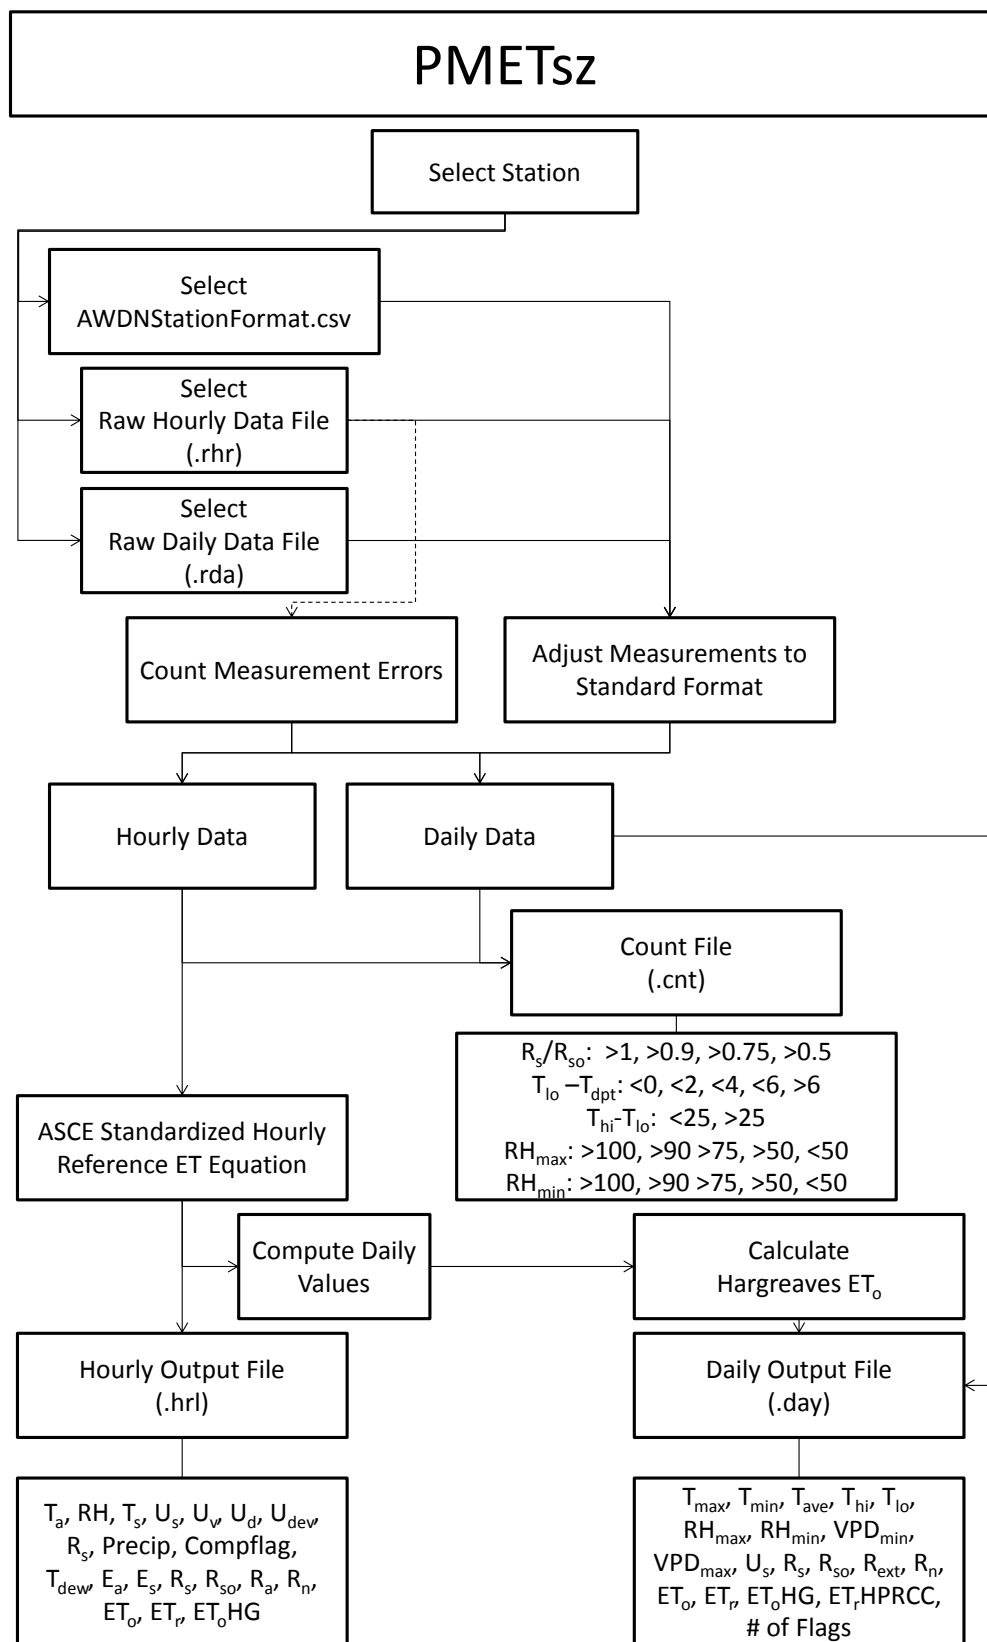 PMETsz
Select Station
Select
AWDNStationFormat.csv
Select
Raw Hourly Data File
(.rhr)
Select
Raw Daily Data File
(.rda)
Count Measurement Errors
Adjust Measurements to
Standard Format
Hourly Data
Daily Data
Count File
(.cnt)
Rs/Rso: >1, >0.9, >0.75, >0.5
Tlo –Tdpt: <0, <2, <4, <6, >6
Thi-Tlo: <25, >25
RHmax: >100, >90 >75, >50, <50
RHmin: >100, >90 >75, >50, <50
ASCE Standardized Hourly
Reference ET Equation
Compute Daily
Values
Calculate
Hargreaves ETo
Hourly Output File
(.hrl)
Daily Output File
(.day)
Ta, RH, Ts, Us, Uv, Ud, Udev,
Rs, Precip, Compflag,
Tdew, Ea, Es, Rs, Rso, Ra, Rn,
ETo, ETr, EToHG
Tmax, Tmin, Tave, Thi, Tlo,
RHmax, RHmin, VPDmin,
VPDmax, Us, Rs, Rso, Rext, Rn,
ETo, ETr, EToHG, ETrHPRCC,
# of Flags